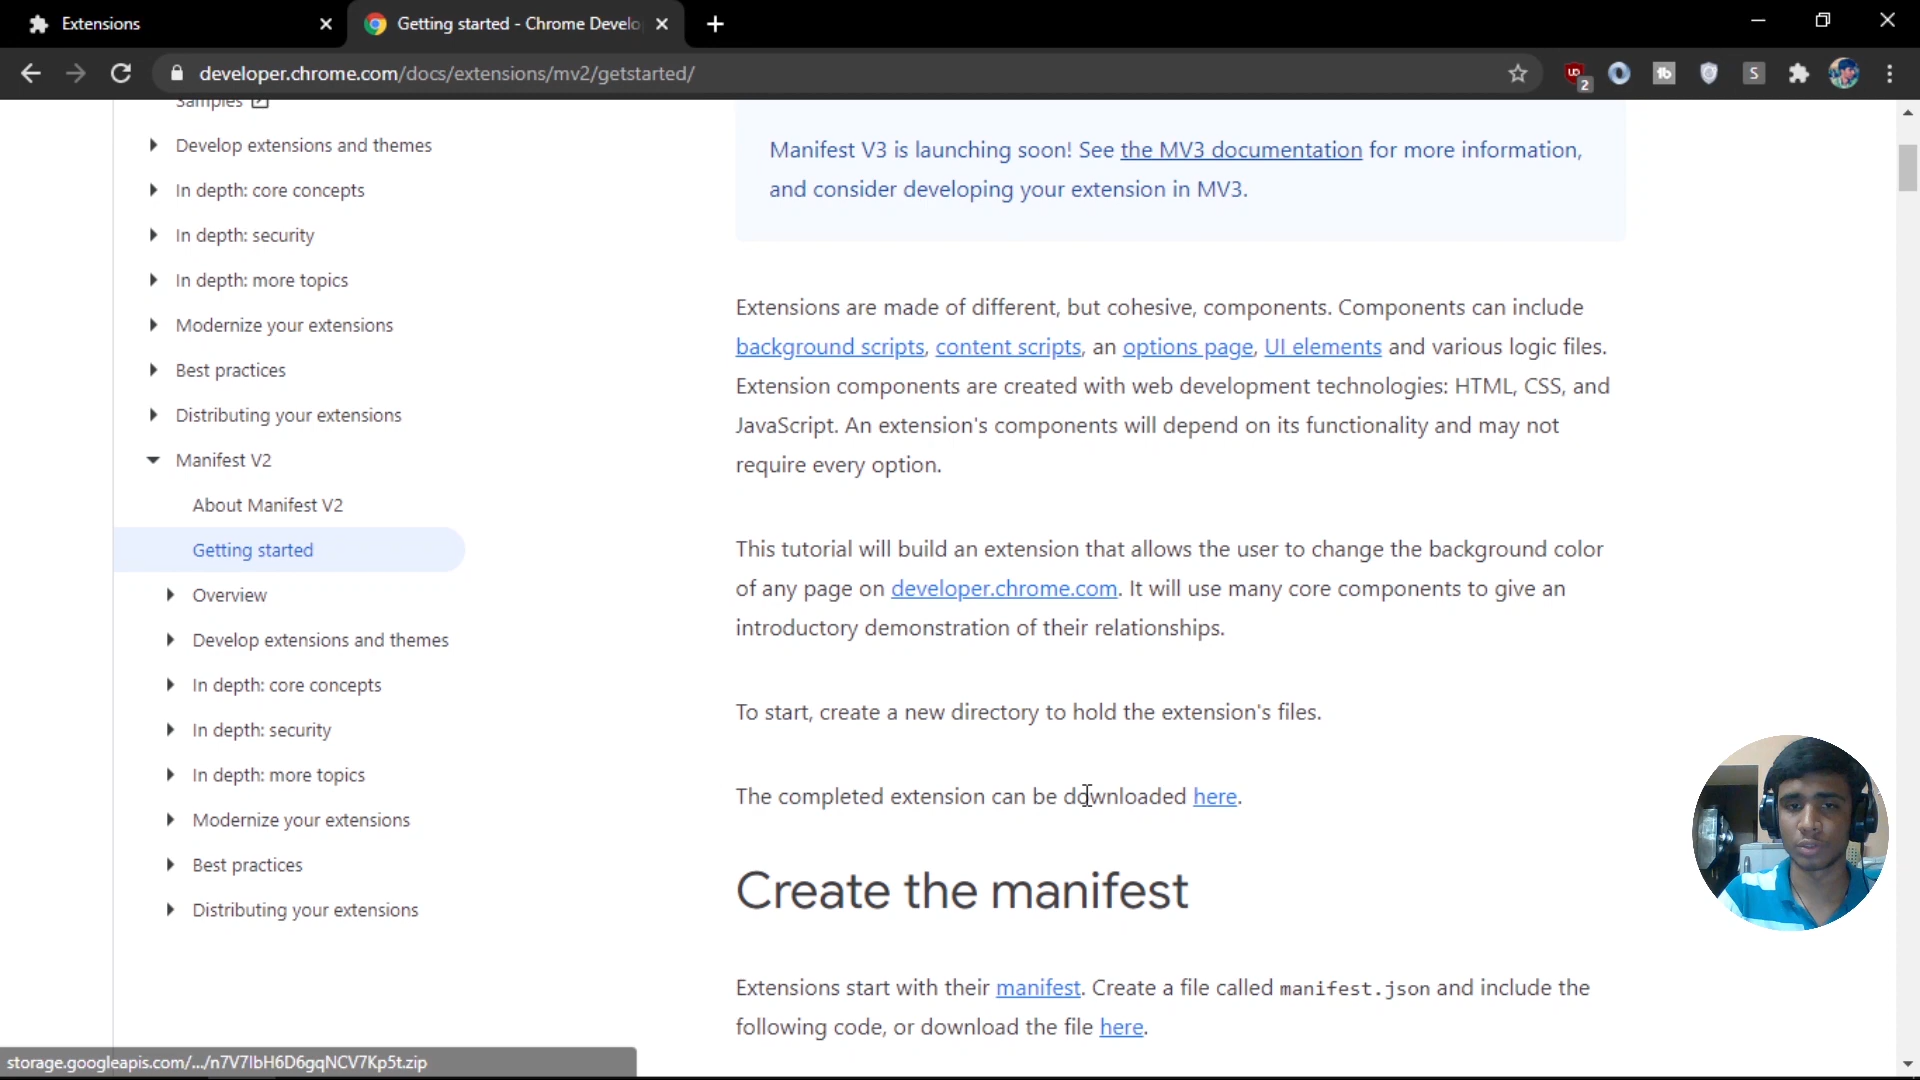 Extensions
Getting started - Chrome Develo
developer.chrome.com/docs/extensions/mv2/getstarted/
2
S
Samples
Develop extensions and themes
In depth: core concepts
In depth: security
In depth: more topics
Modernize your extensions
Best practices
Distributing your extensions
Manifest V2
About Manifest V2
Getting started
Overview
Develop extensions and themes
In depth: core concepts
In depth: security
In depth: more topics
Modernize your extensions
Best practices
Distributing your extensions
Manifest V3 is launching soon! See the MV3 documentation for more information,
and consider developing your extension in MV3.
Extensions are made of different, but cohesive, components. Components can include
background scripts, content scripts, an options page, UI elements and various logic files.
Extension components are created with web development technologies: HTML, CSS, and
JavaScript. An extension's components will depend on its functionality and may not
require every option.
This tutorial will build an extension that allows the user to change the background color
of any page on developer.chrome.com. It will use many core components to give an
introductory demonstration of their relationships.
To start, create a new directory to hold the extension's files.
The completed extension can be downloaded here.
Create the manifest
Extensions start with their manifest. Create a file called manifest.json and include the
following code, or download the file here.
storage.googleapis.com/.../n7V7lbH6D6gqNCV7Kp5t.zip